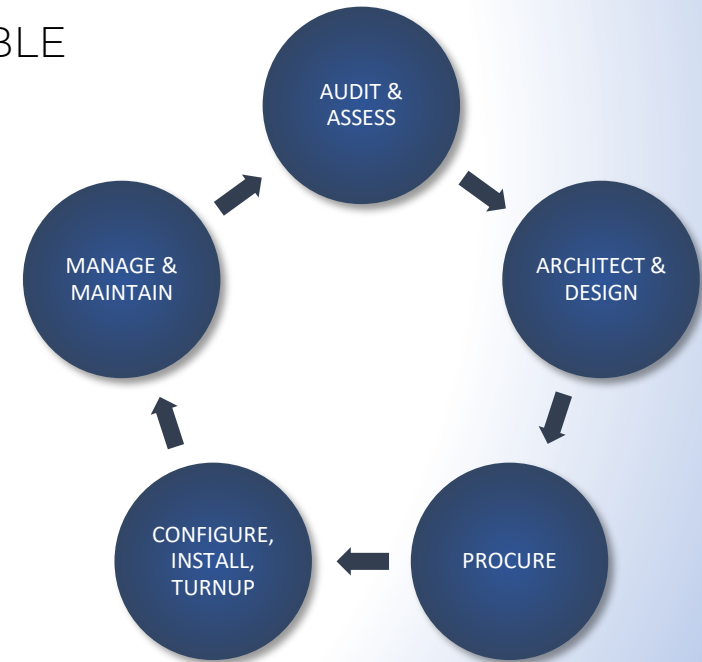 BLE
AUDIT &
ASSESS
ARCHITECT &
DESIGN
PROCURE
CONFIGURE,
INSTALL,
TURNUP
MANAGE &
MAINTAIN